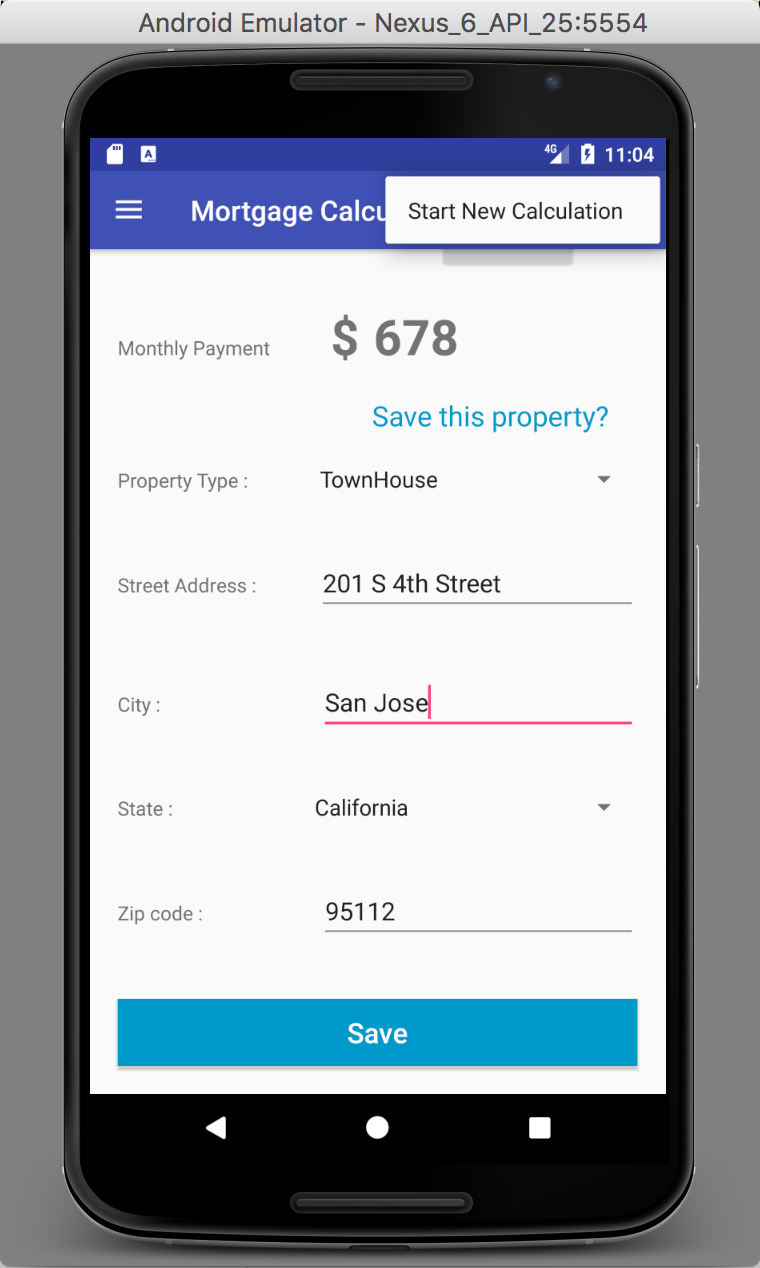 Android Emulator - Nexus_6_API_25:5554
4G 11:04
Mortgage Calcu
Start New Calculation
Monthly Payment $ 678
Save this property?
Property Type : TownHouse
Street Address : 201 S 4th Street
City : San Jose
State : California
Zip code : 95112
Save